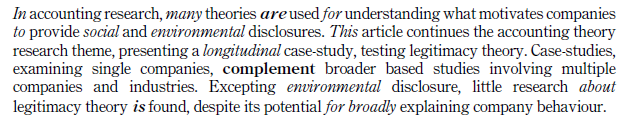 In accounting research, many theories are used for understanding what motivates companies
to provide social and environmental disclosures. This article continues the accounting theory
research theme, presenting a longitudinal case-study, testing legitimacy theory. Case-studies,
examining single companies, complement broader based studies involving multiple
companies and industries. Excepting environmental disclosure, little research about
legitimacy theory is found, despite its potential for broadly explaining company behaviour.